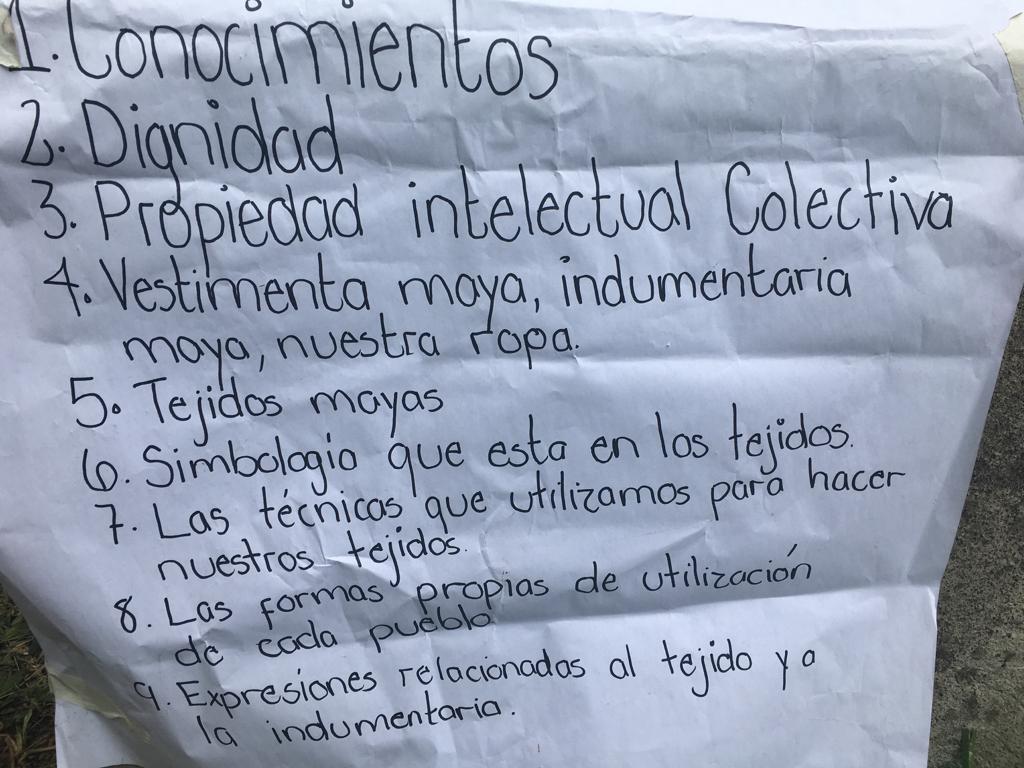 1. Conocimientos
2. Dignidad
3. Propiedad intelectual Colectiva
4. Vestimenta maya, indumentaria
maya, nuestra ropa.
5. Tejidos mayas
6. Simbologia que esta en los tejidos.
7. Las técnicas que utilizamos para hacer
nuestros tejidos.
8. Las formas propias de utilización
de cada pueblo
9. Expresiones relacionadas al tejido y a
la indumentaria.